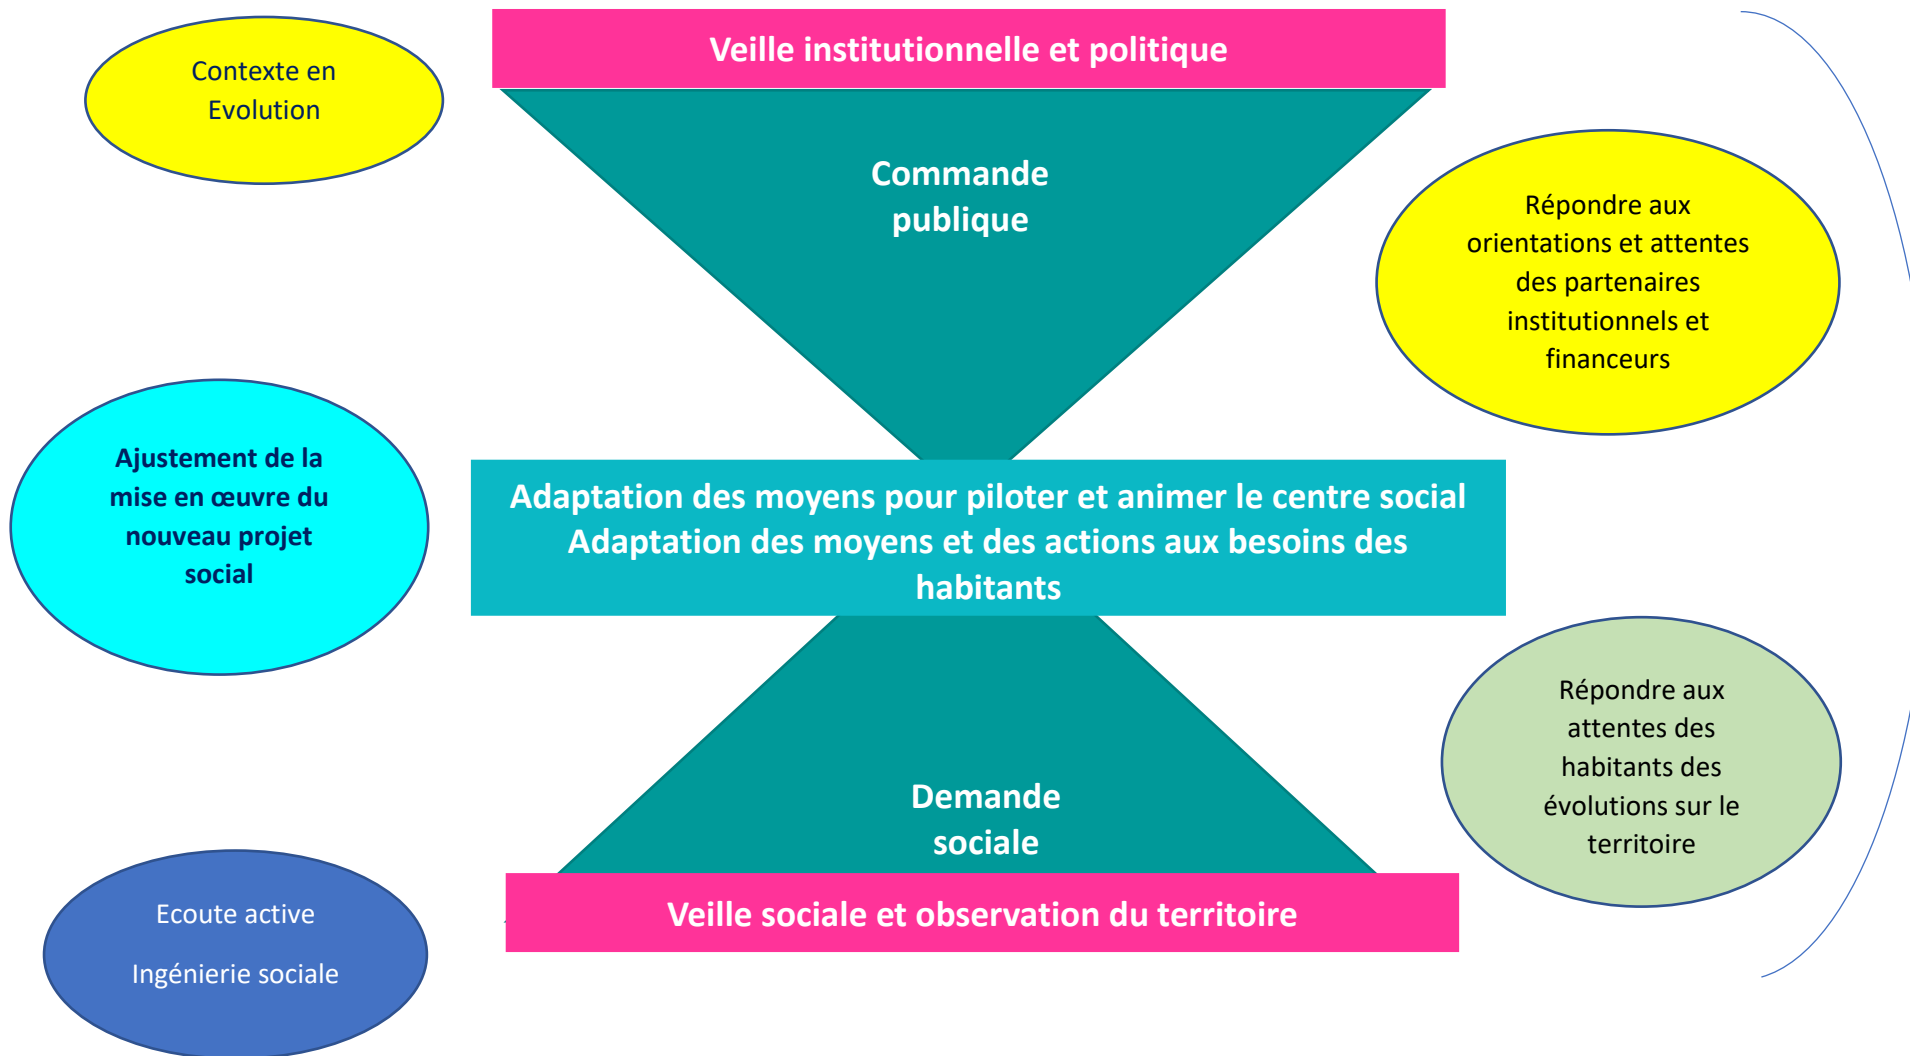 Veille institutionnelle et politique
Contexte en
Evolution
Commande
publique
Répondre aux
orientations et attentes
des partenaires
institutionnels et
financeurs
Ajustement de la
mise en œuvre du
nouveau projet
social
Adaptation des moyens pour piloter et animer le centre social
Adaptation des moyens et des actions aux besoins des
habitants
Répondre aux
attentes des
habitants des
évolutions sur le
territoire
Demande
sociale
Veille sociale et observation du territoire
Ecoute active
Ingénierie sociale